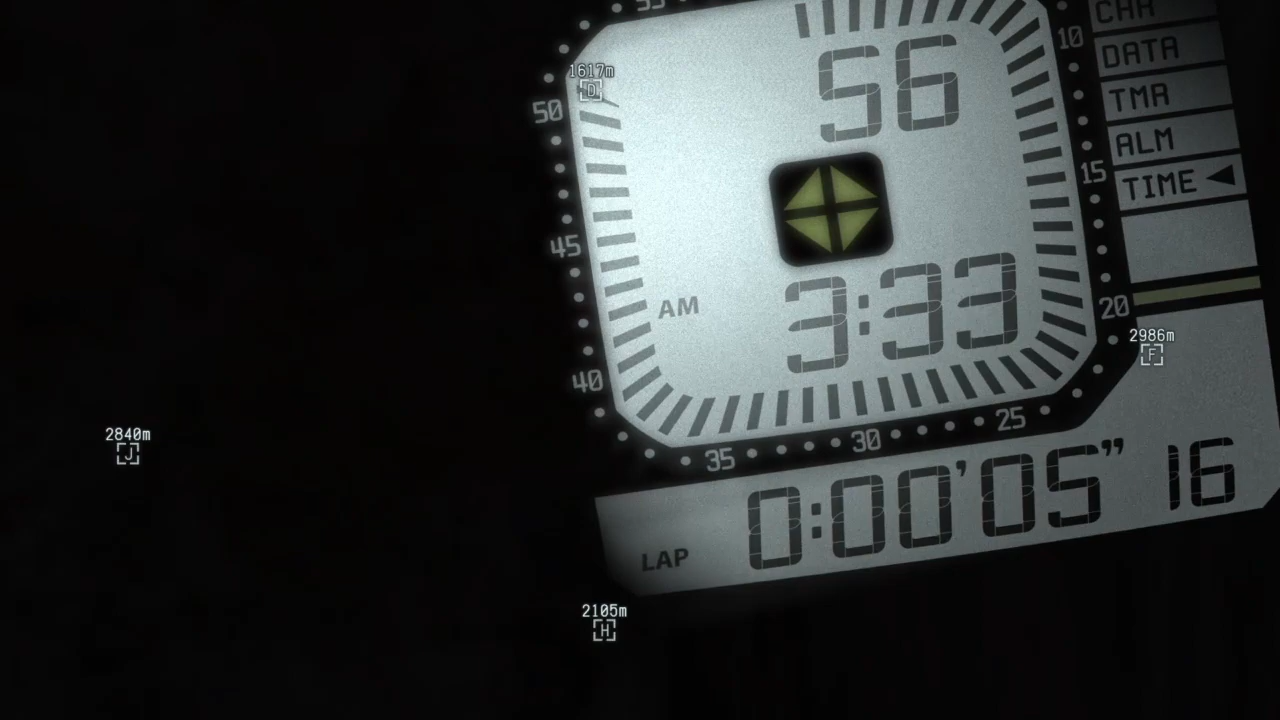 55
CHR
10
DATA
56
1617m
[D]
50
TMR
ALM
15
TIME
45
AM
3:33
20
2986m
[F]
40
25
30
35
2840m
[J]
LAP 0:00'05" 16
2105m
[H]